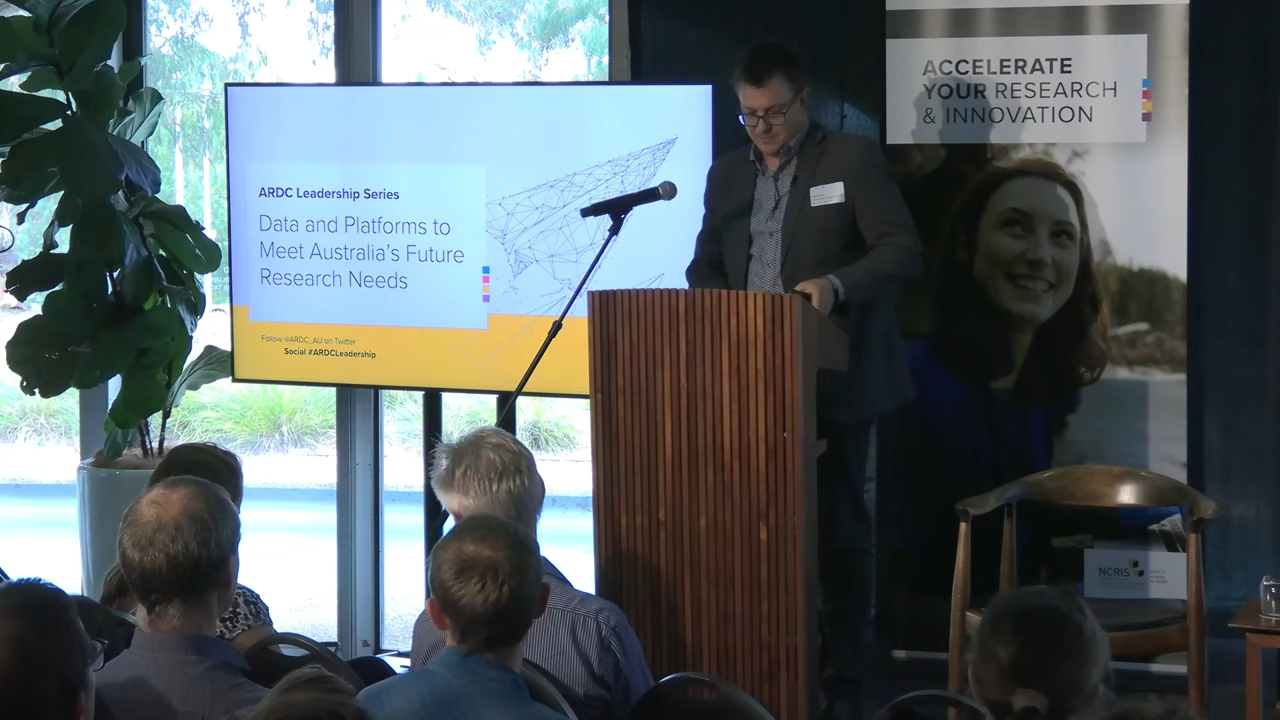 ACCELERATE
YOUR RESEARCH
& INNOVATION
ARDC Leadership Series
Data and Platforms to
Meet Australia's Future
Research Needs
Follow @ARDC_AU on Twitter
Social #ARDCLeadership
NCRIS